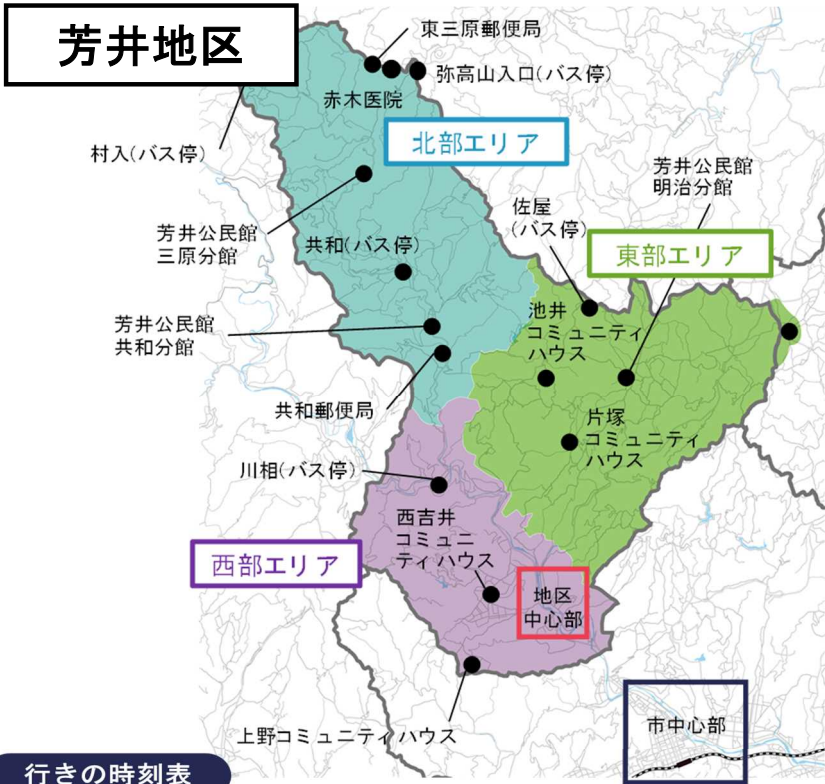 芳井地区
東三原郵便局
弥高山入口(バス停)
赤木医院
北部エリア
村入(バス停)
芳井公民館
明治分館
佐屋
(バス停)
芳井公民館
三原分館
共和(バス停)
東部エリア
池井
コミュニティ
ハウス
芳井公民館
共和分館
共和郵便局
片塚
コミュニティ
ハウス
川相(バス停)
西吉井
コミュニ
ティハウス
西部エリア
地区
中心部
上野コミュニティハウス
市中心部
行きの時刻表